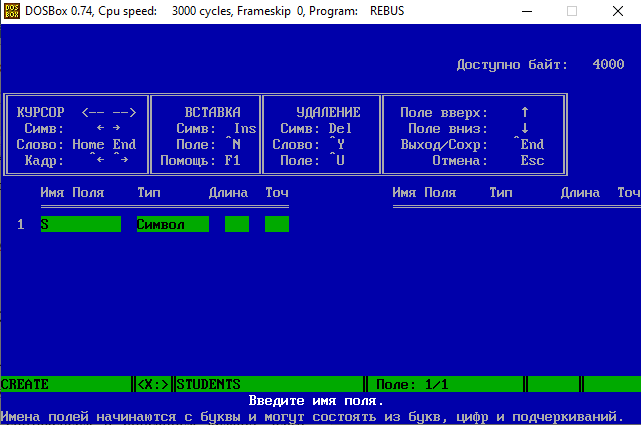 DOSBox 0.74, Cpu speed: 3000 cycles, Frameskip 0, Program: REBUS
Доступно байт: 4000
КУРСОР <-- --> ВСТАВКА УДАЛЕНИЕ Поле вверх: ↑
Симв: ← → Симв: Ins Симв: Del Поле вниз: ↓
Слово: Home End Поле: ^N Слово: ^Y Выход/Сохр: ^End
Кадр: ^← ^→ Помощь: F1 Поле: ^U Отмена: Esc
Имя Поля Тип Длина Точ Имя Поля Тип Длина Точ
1 S Символ
CREATE <X:> STUDENTS Поле: 1/1
Введите имя поля.
Имена полей начинаются с буквы и могут состоять из букв, цифр и подчеркиваний.